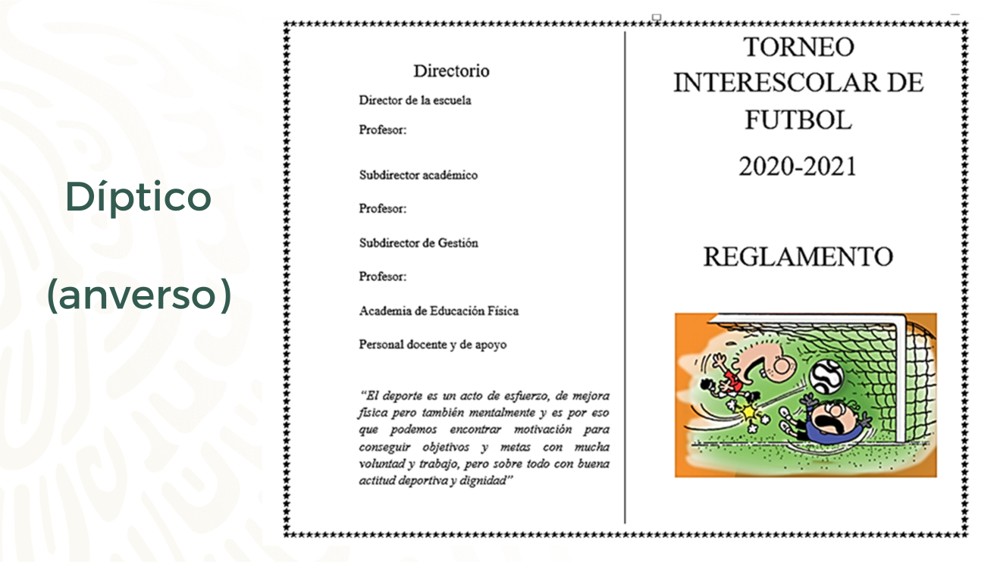 Díptico
(anverso)
Directorio
Director de la escuela
Profesor:
Subdirector académico
Profesor:
Subdirector de Gestión
Profesor:
Academia de Educación Física
Personal docente y de apoyo
“El deporte es un acto de esfuerzo, de mejora
física pero también mentalmente y es por eso
que podemos encontrar motivación para
conseguir objetivos y metas con mucha
voluntad y trabajo, pero sobre todo con buena
actitud deportiva y dignidad”
TORNEO
INTERESCOLAR DE
FUTBOL
2020-2021
REGLAMENTO